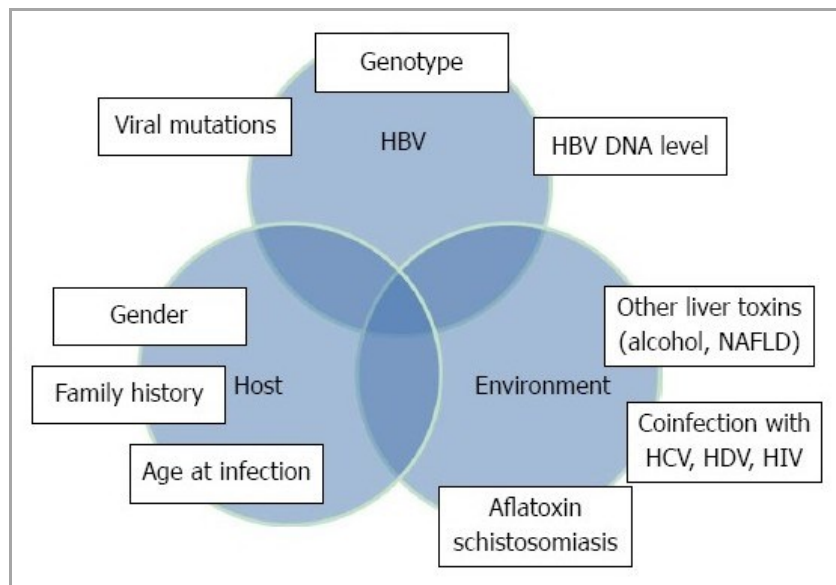 Genotype
Viral mutations
HBV
HBV DNA level
Gender
Other liver toxins
(alcohol, NAFLD)
Family history
Host
Environment
Coinfection with
HCV, HDV, HIV
Age at infection
Aflatoxin
schistosomiasis